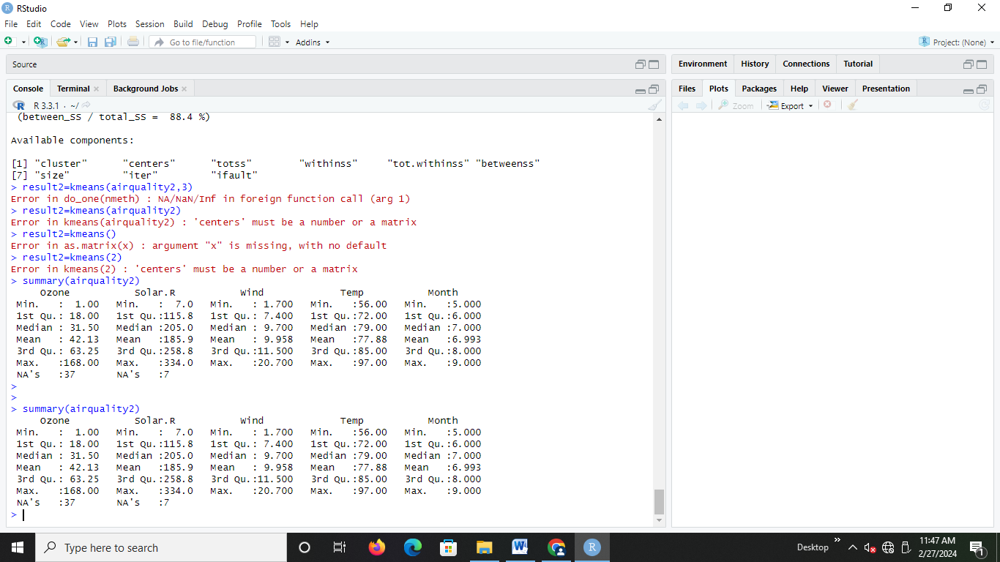 RStudio
File Edit Code View Plots Session Build Debug Profile Tools Help
Go to file/function Addins Project: (None)
Source
Console Terminal Background Jobs
R 3.3.1 · ~/
(between_SS / total_SS =  88.4 %)
Available components:
[1] "cluster"      "centers"      "totss"        "withinss"     "tot.withinss" "betweenss"
[7] "size"         "iter"         "ifault"
> result2=kmeans(airquality2,3)
Error in do_one(nmeth) : NA/NaN/Inf in foreign function call (arg 1)
> result2=kmeans(airquality2)
Error in kmeans(airquality2) : 'centers' must be a number or a matrix
> result2=kmeans()
Error in as.matrix(x) : argument "x" is missing, with no default
> result2=kmeans(2)
Error in kmeans(2) : 'centers' must be a number or a matrix
> summary(airquality2)
Ozone           Solar.R           Wind             Temp           Month
Min.   :  1.00   Min.   :  7.0   Min.   : 1.700   Min.   :56.00   Min.   :5.000
1st Qu.: 18.00   1st Qu.:115.8   1st Qu.: 7.400   1st Qu.:72.00   1st Qu.:6.000
Median : 31.50   Median :205.0   Median : 9.700   Median :79.00   Median :7.000
Mean   : 42.13   Mean   :185.9   Mean   : 9.958   Mean   :77.88   Mean   :6.993
3rd Qu.: 63.25   3rd Qu.:258.8   3rd Qu.:11.500   3rd Qu.:85.00   3rd Qu.:8.000
Max.   :168.00   Max.   :334.0   Max.   :20.700   Max.   :97.00   Max.   :9.000
NA's   :37       NA's   :7
>
>
> summary(airquality2)
Ozone           Solar.R           Wind             Temp           Month
Min.   :  1.00   Min.   :  7.0   Min.   : 1.700   Min.   :56.00   Min.   :5.000
1st Qu.: 18.00   1st Qu.:115.8   1st Qu.: 7.400   1st Qu.:72.00   1st Qu.:6.000
Median : 31.50   Median :205.0   Median : 9.700   Median :79.00   Median :7.000
Mean   : 42.13   Mean   :185.9   Mean   : 9.958   Mean   :77.88   Mean   :6.993
3rd Qu.: 63.25   3rd Qu.:258.8   3rd Qu.:11.500   3rd Qu.:85.00   3rd Qu.:8.000
Max.   :168.00   Max.   :334.0   Max.   :20.700   Max.   :97.00   Max.   :9.000
NA's   :37       NA's   :7
>
Environment History Connections Tutorial
Files Plots Packages Help Viewer Presentation
Zoom Export
Type here to search
Desktop
11:47 AM
2/27/2024
1